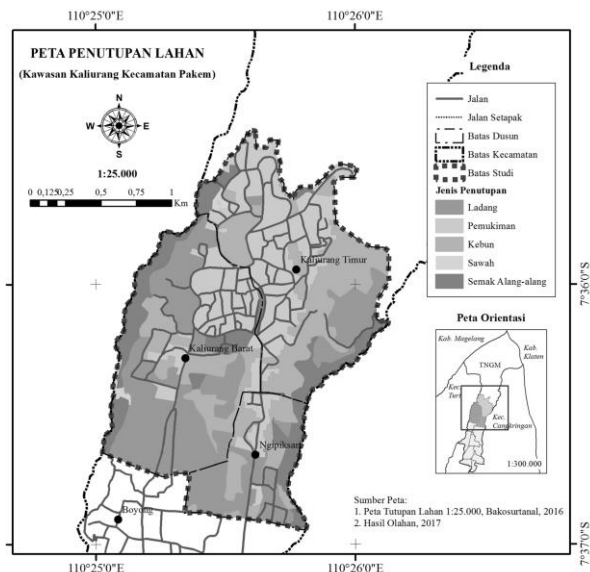 110°25'0"E
110°26'0"E
PETA PENUTUPAN LAHAN
(Kawasan Kaliurang Kecamatan Pakem)
N
W
E
S
1:25.000
0 0,125 0,25 0,5 0,75 1
Km
Legenda
Jalan
Jalan Setapak
Batas Dusun
Batas Kecamatan
Batas Studi
Jenis Penutupan
Ladang
Pemukiman
Kebun
Sawah
Semak Alang-alang
Kaliurang Timur
Kaliurang Barat
Ngipiksari
Boyong
7°36'0"S
Peta Orientasi
Kab. Magelang
Kab.
Klaten
TNGM
Kec.
Turi
Kec.
Cangkringan
1:300.000
Sumber Peta:
1. Peta Tutupan Lahan 1:25.000, Bakosurtanal, 2016
2. Hasil Olahan, 2017
7°37'0"S
110°25'0"E
110°26'0"E